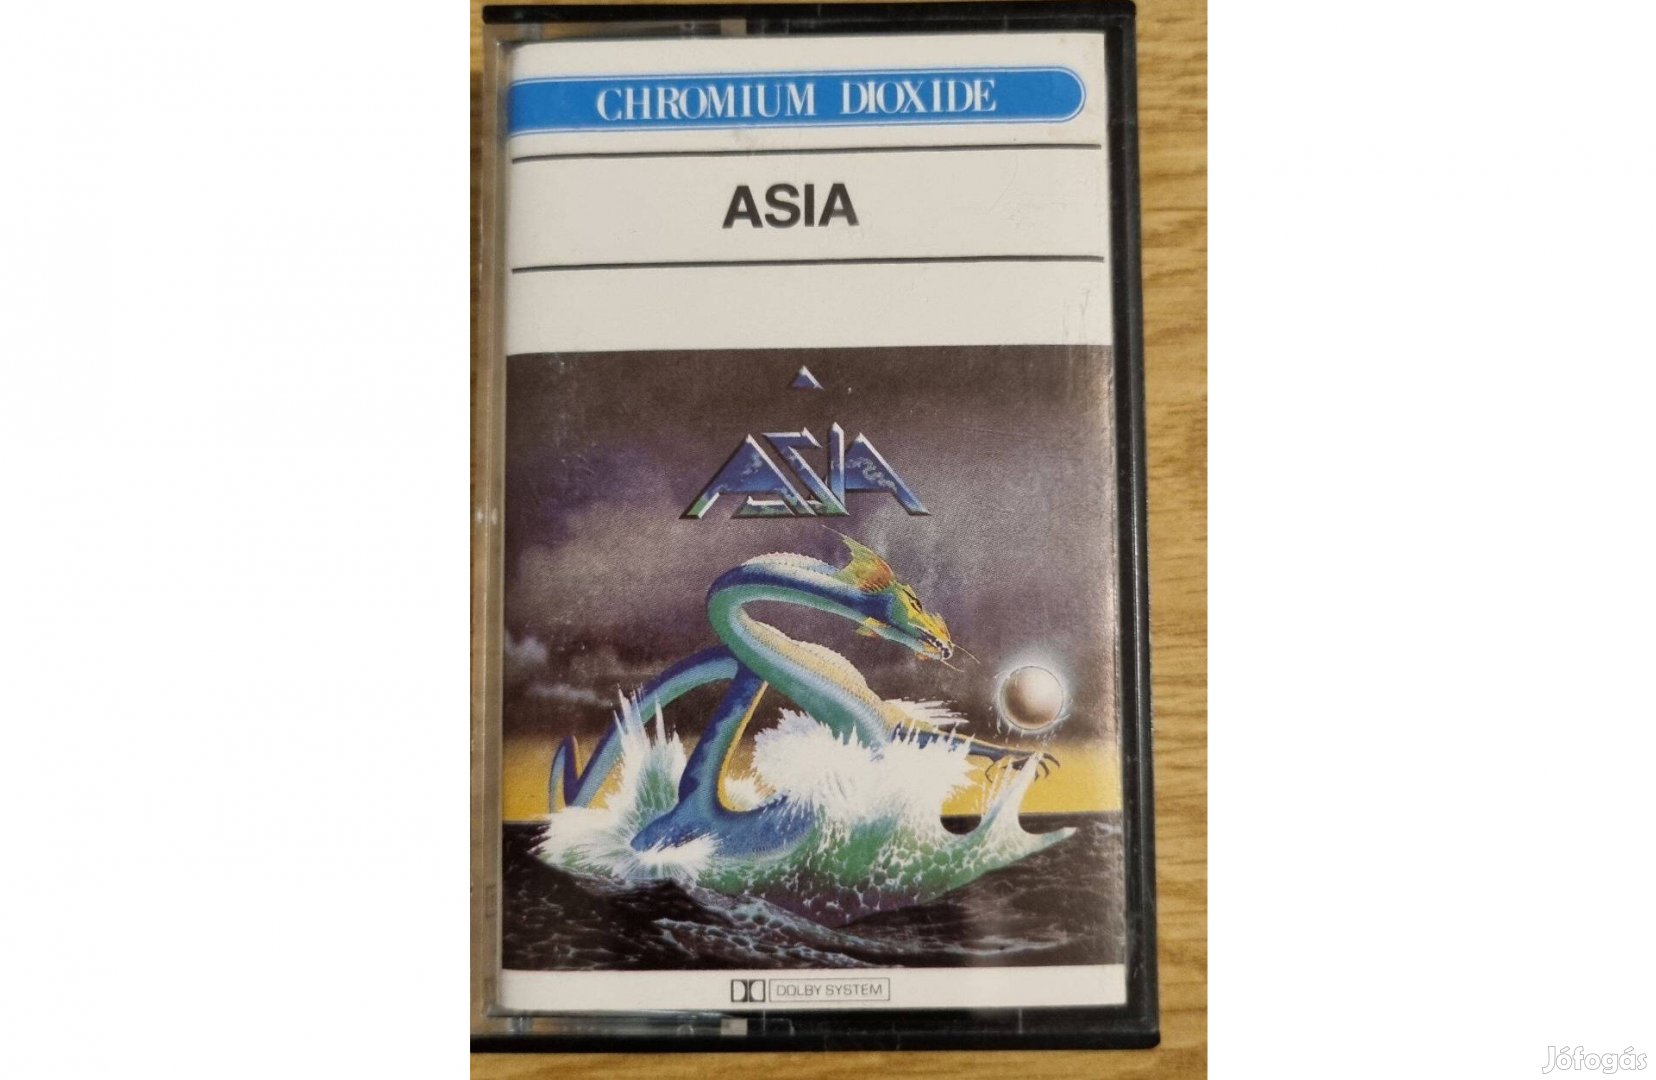 CHROMIUM DIOXIDE
ASIA
ASIA
DOLBY SYSTEM
Jófogás